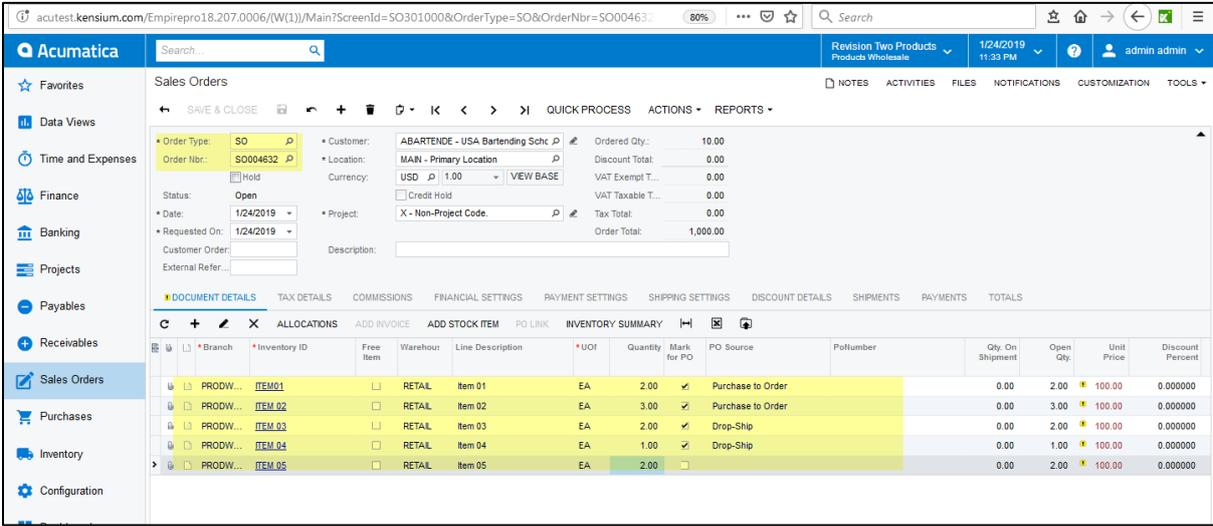 acutest.kensium.com/Empirepro18.207.0006/(W(1))/Main?ScreenId=SO301000&OrderType=SO&OrderNbr=SO004632 80% Search
Acumatica Search... Revision Two Products Products Wholesale 1/24/2019 11:33 PM ? admin admin
Favorites
Data Views
Time and Expenses
Finance
Banking
Projects
Payables
Receivables
Sales Orders
Purchases
Inventory
Configuration
Sales Orders NOTES ACTIVITIES FILES NOTIFICATIONS CUSTOMIZATION TOOLS
SAVE & CLOSE QUICK PROCESS ACTIONS REPORTS
* Order Type: SO * Customer: ABARTENDE - USA Bartending Schc Ordered Qty.: 10.00
Order Nbr.: SO004632 * Location: MAIN - Primary Location Discount Total: 0.00
Hold Currency: USD 1.00 VIEW BASE VAT Exempt T... 0.00
Status: Open Credit Hold VAT Taxable T... 0.00
* Date: 1/24/2019 * Project: X - Non-Project Code. Tax Total: 0.00
* Requested On: 1/24/2019 Order Total: 1,000.00
Customer Order: Description:
External Refer...
DOCUMENT DETAILS TAX DETAILS COMMISSIONS FINANCIAL SETTINGS PAYMENT SETTINGS SHIPPING SETTINGS DISCOUNT DETAILS SHIPMENTS PAYMENTS TOTALS
ALLOCATIONS ADD INVOICE ADD STOCK ITEM PO LINK INVENTORY SUMMARY
* Branch * Inventory ID Free Item Warehous Line Description * UOM Quantity Mark for PO PO Source PoNumber Qty. On Shipment Open Qty. Unit Price Discount Percent
PRODW... ITEM01 RETAIL Item 01 EA 2.00 Purchase to Order 0.00 2.00 100.00 0.000000
PRODW... ITEM 02 RETAIL Item 02 EA 3.00 Purchase to Order 0.00 3.00 100.00 0.000000
PRODW... ITEM 03 RETAIL Item 03 EA 2.00 Drop-Ship 0.00 2.00 100.00 0.000000
PRODW... ITEM 04 RETAIL Item 04 EA 1.00 Drop-Ship 0.00 1.00 100.00 0.000000
PRODW... ITEM 05 RETAIL Item 05 EA 2.00 0.00 2.00 100.00 0.000000